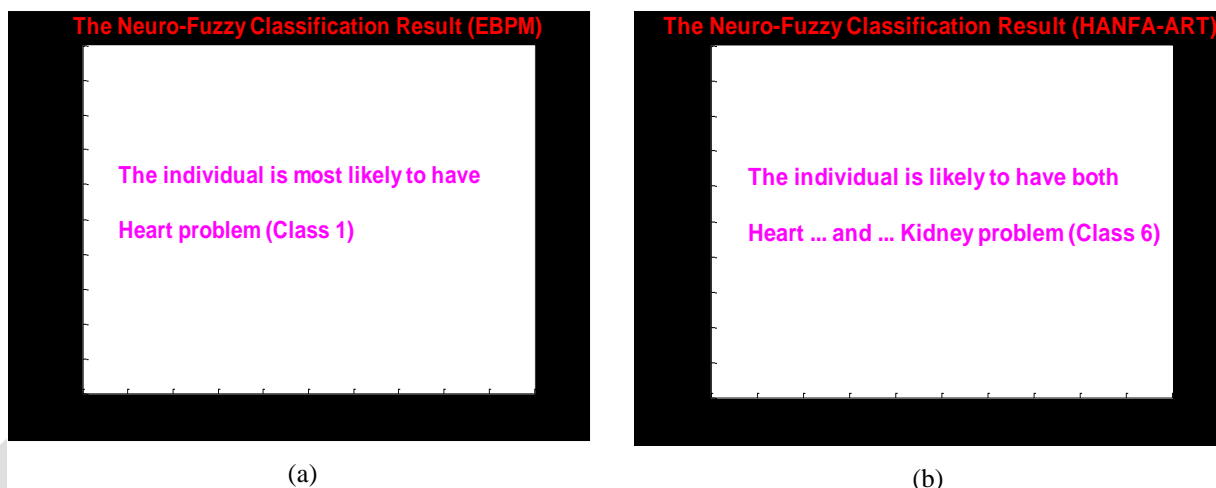 The Neuro-Fuzzy Classification Result (EBPM)
The individual is most likely to have
Heart problem (Class 1)
(a)
The Neuro-Fuzzy Classification Result (HANFA-ART)
The individual is likely to have both
Heart ... and ... Kidney problem (Class 6)
(b)